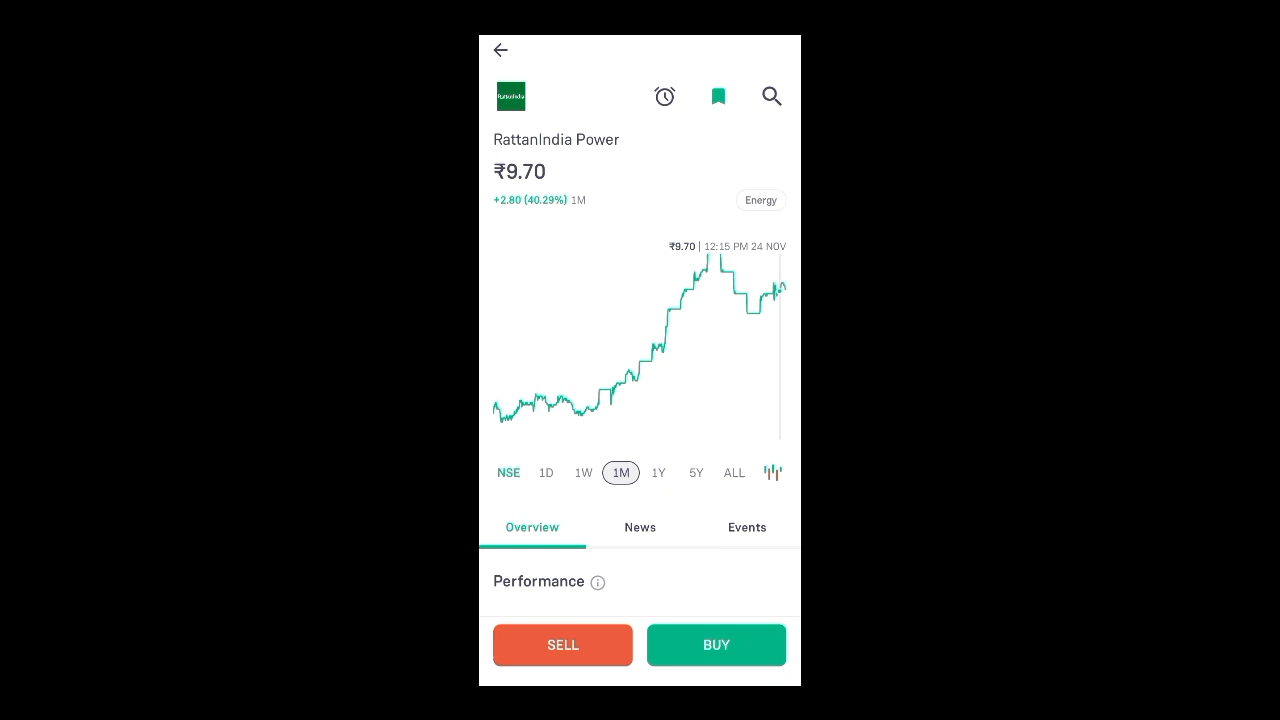 RattanIndia
RattanIndia Power
₹9.70
+2.80 (40.29%) 1M
Energy
₹9.70 | 12:15 PM 24 NOV
NSE 1D 1W 1M 1Y 5Y ALL
Overview News Events
Performance
SELL BUY